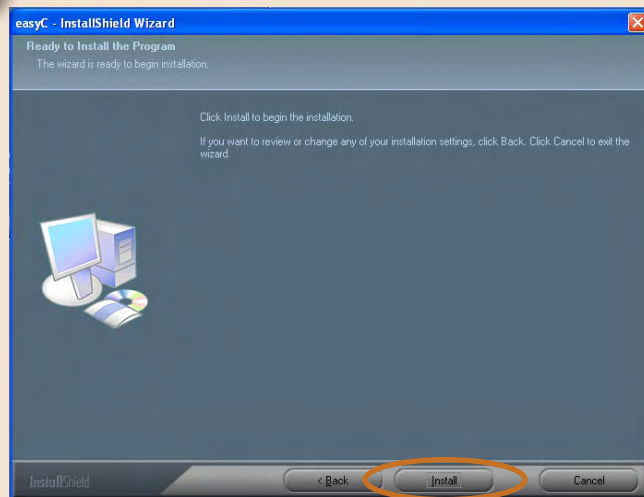 easyC - InstallShield Wizard
Ready to Install the Program
The wizard is ready to begin installation.
Click Install to begin the installation.
If you want to review or change any of your installation settings, click Back. Click Cancel to exit the
wizard.
InstallShield
< Back
Install
Cancel